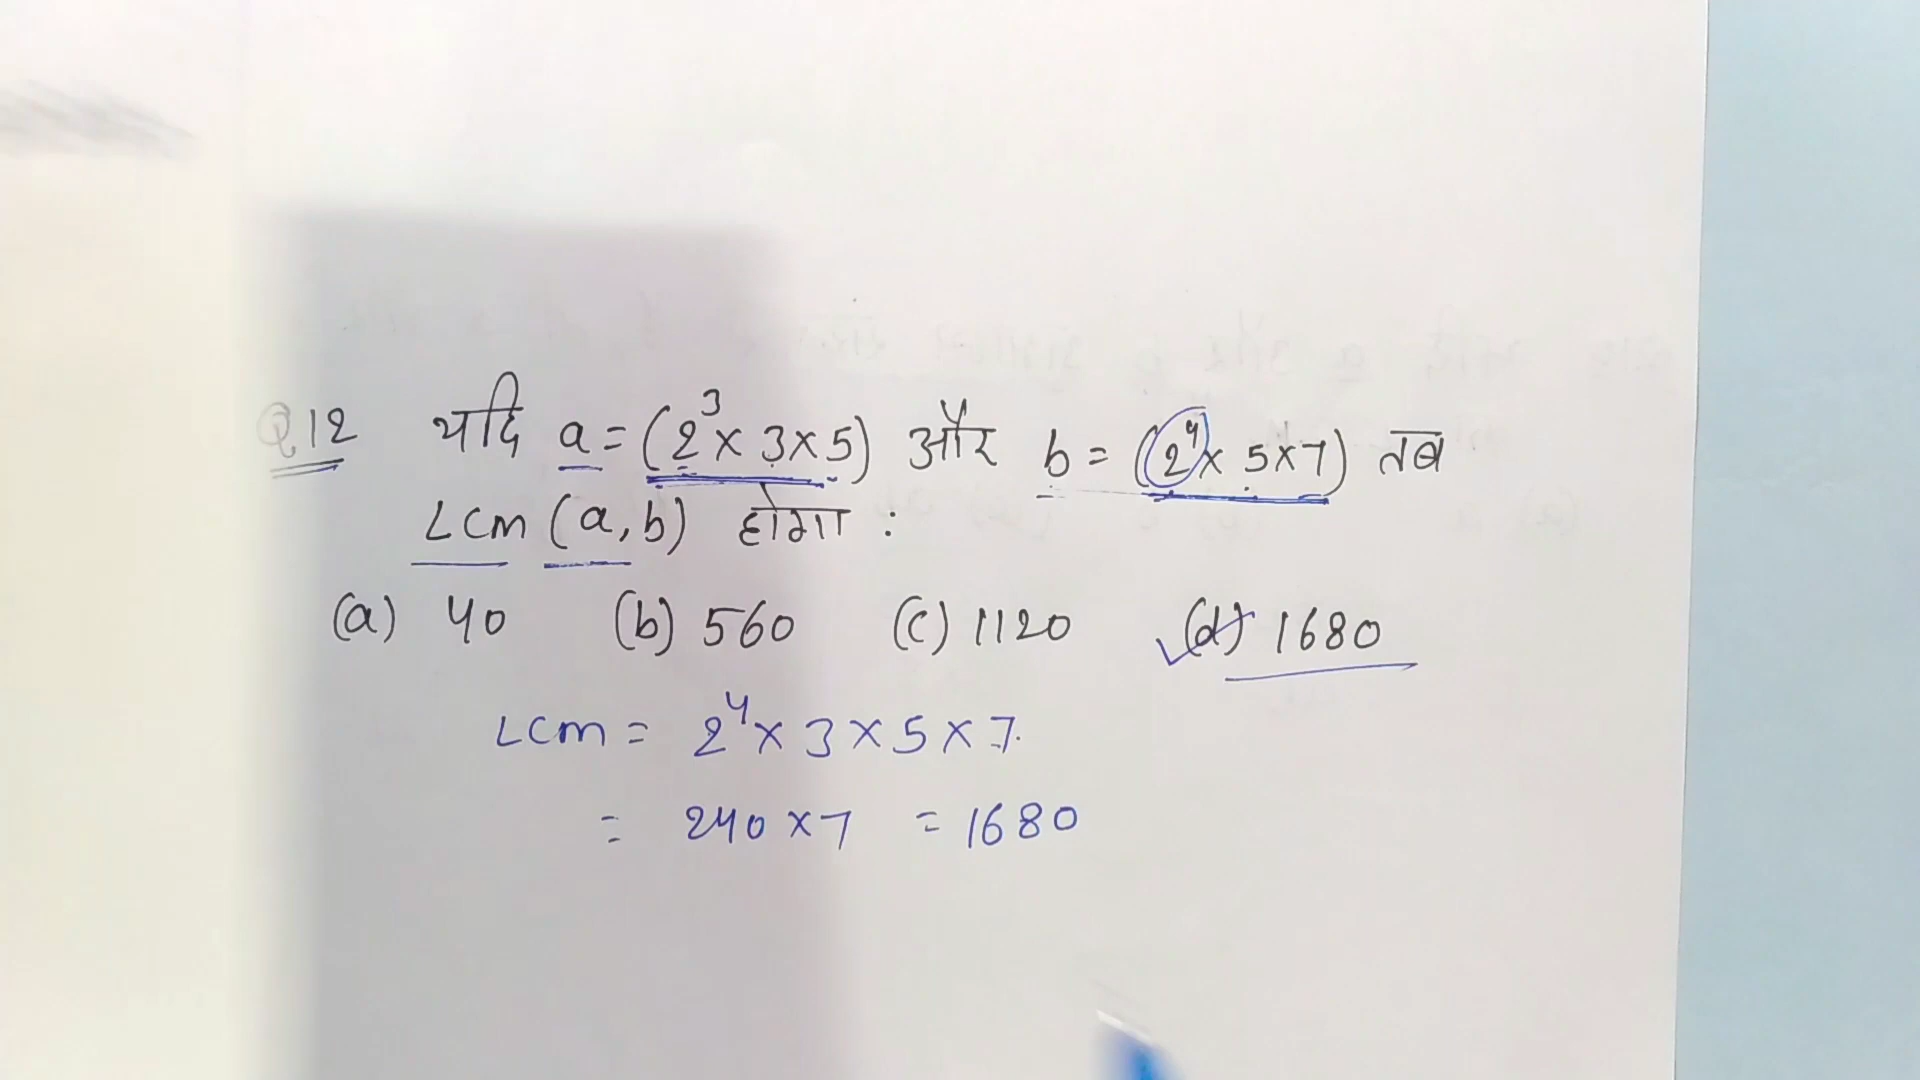 Q.12 यदि a = (2³ × 3 × 5) और b = (2⁴ × 5 × 7) तब
LCM (a, b) होगा :
(a) 40 (b) 560 (c) 1120 (d) 1680
LCM = 2⁴ × 3 × 5 × 7
= 240 × 7 = 1680